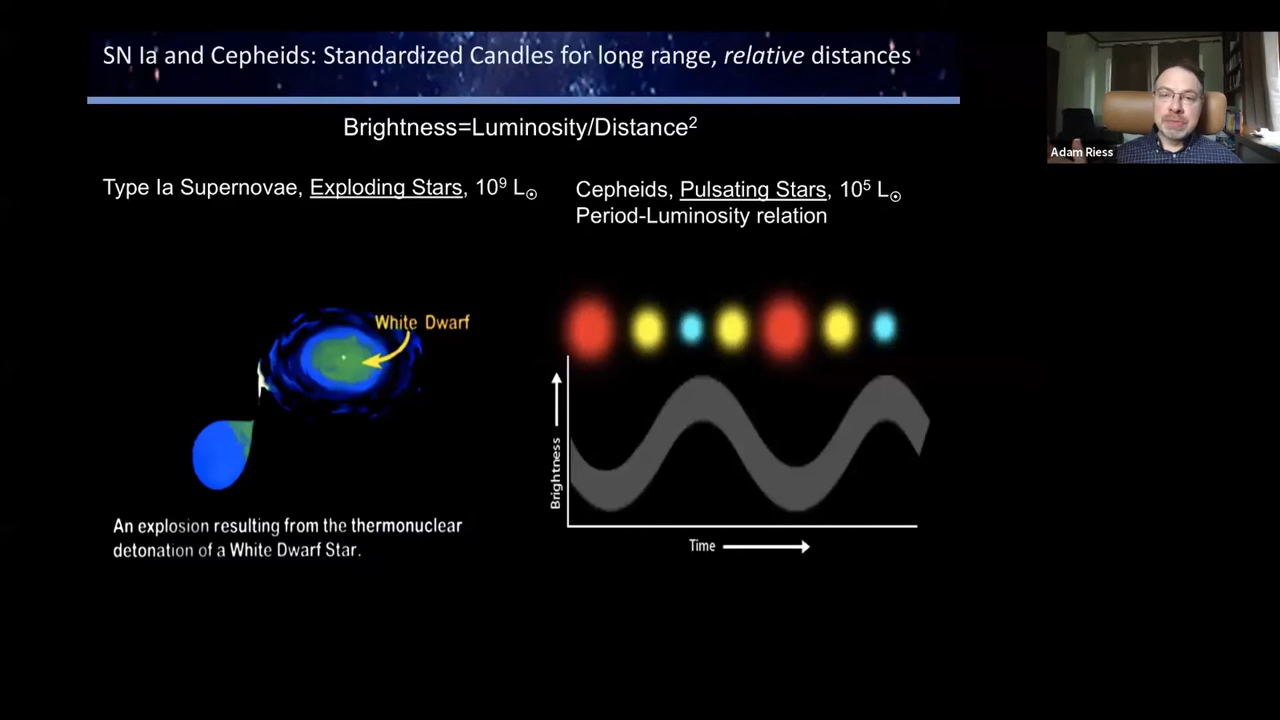 SN Ia and Cepheids: Standardized Candles for long range, relative distances
Adam Riess
Brightness=Luminosity/Distance²
Type Ia Supernovae, Exploding Stars, 10⁹ L☉
Cepheids, Pulsating Stars, 10⁵ L☉
Period-Luminosity relation
White Dwarf
An explosion resulting from the thermonuclear
detonation of a White Dwarf Star.
Brightness
Time